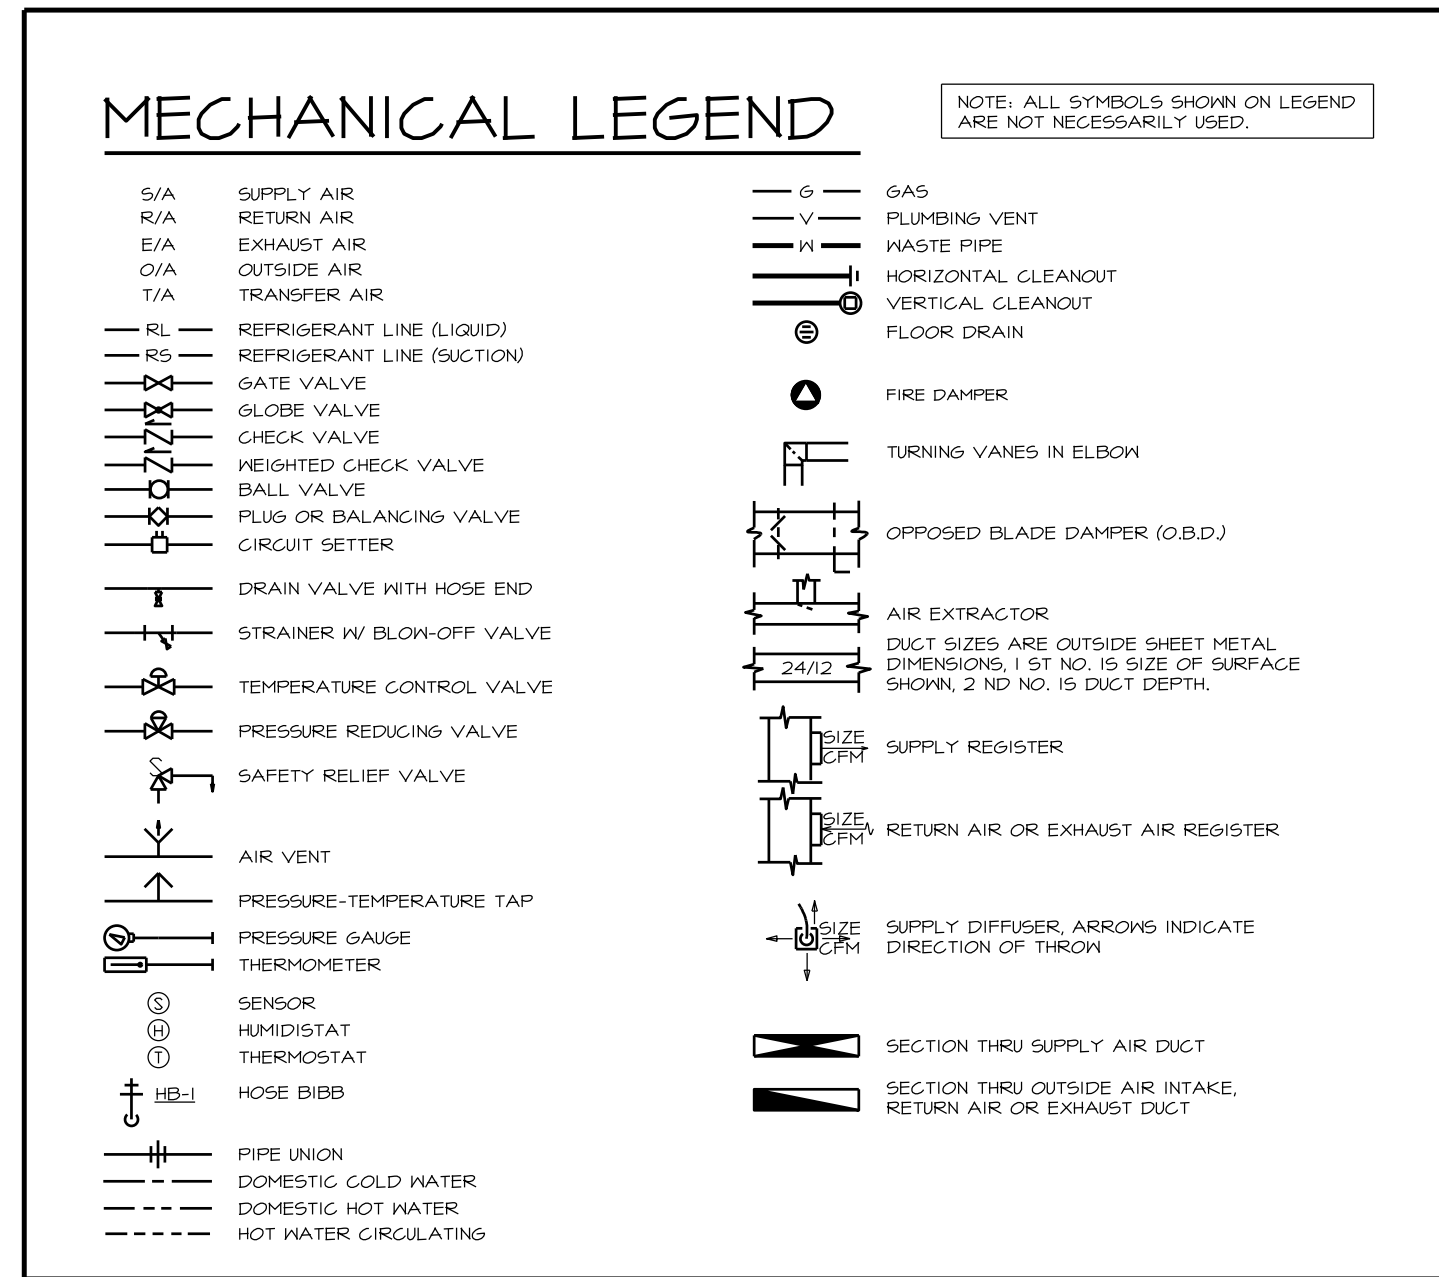 MECHANICAL LEGEND
NOTE: ALL SYMBOLS SHOWN ON LEGEND
ARE NOT NECESSARILY USED.
S/A SUPPLY AIR
R/A RETURN AIR
E/A EXHAUST AIR
O/A OUTSIDE AIR
T/A TRANSFER AIR
RL REFRIGERANT LINE (LIQUID)
RS REFRIGERANT LINE (SUCTION)
GATE VALVE
GLOBE VALVE
CHECK VALVE
WEIGHTED CHECK VALVE
BALL VALVE
PLUG OR BALANCING VALVE
CIRCUIT SETTER
DRAIN VALVE WITH HOSE END
STRAINER W/ BLOW-OFF VALVE
TEMPERATURE CONTROL VALVE
PRESSURE REDUCING VALVE
SAFETY RELIEF VALVE
AIR VENT
PRESSURE-TEMPERATURE TAP
PRESSURE GAUGE
THERMOMETER
S SENSOR
H HUMIDISTAT
T THERMOSTAT
HB-1 HOSE BIBB
PIPE UNION
DOMESTIC COLD WATER
DOMESTIC HOT WATER
HOT WATER CIRCULATING
G GAS
V PLUMBING VENT
W WASTE PIPE
HORIZONTAL CLEANOUT
VERTICAL CLEANOUT
FLOOR DRAIN
FIRE DAMPER
TURNING VANES IN ELBOW
OPPOSED BLADE DAMPER (O.B.D.)
AIR EXTRACTOR
DUCT SIZES ARE OUTSIDE SHEET METAL
24/12 DIMENSIONS, 1 ST NO. IS SIZE OF SURFACE
SHOWN, 2 ND NO. IS DUCT DEPTH.
SIZE
CFM
SUPPLY REGISTER
SIZE
CFM
RETURN AIR OR EXHAUST AIR REGISTER
SIZE
CFM
SUPPLY DIFFUSER, ARROWS INDICATE
DIRECTION OF THROW
SECTION THRU SUPPLY AIR DUCT
SECTION THRU OUTSIDE AIR INTAKE,
RETURN AIR OR EXHAUST DUCT